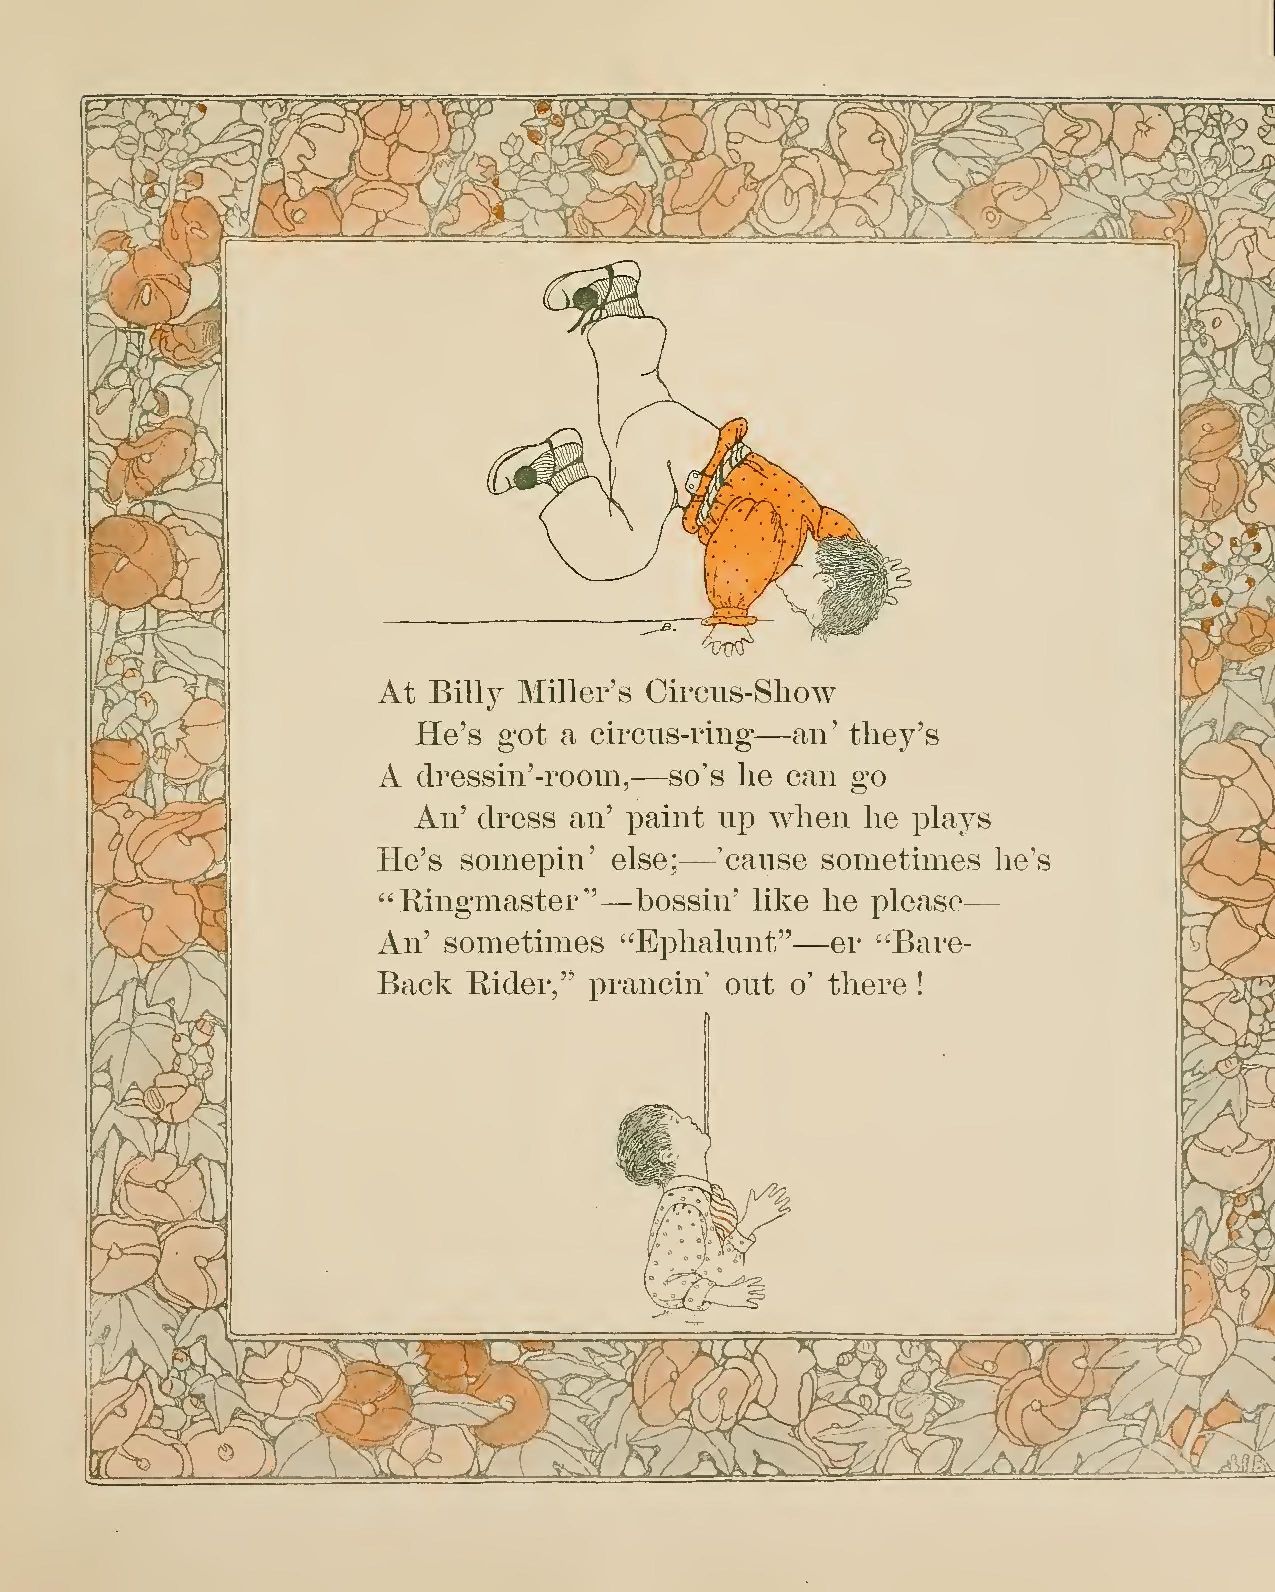 At Billy Miller's Circus-Show
He's got a circus-ring—an' they's
A dressin'-room,—so's he can go
An' dress an' paint up when he plays
He's somepin' else;—'cause sometimes he's
“Ringmaster”—bossin' like he please—
An' sometimes “Ephalunt”—er “Bare-
Back Rider,” prancin' out o' there!